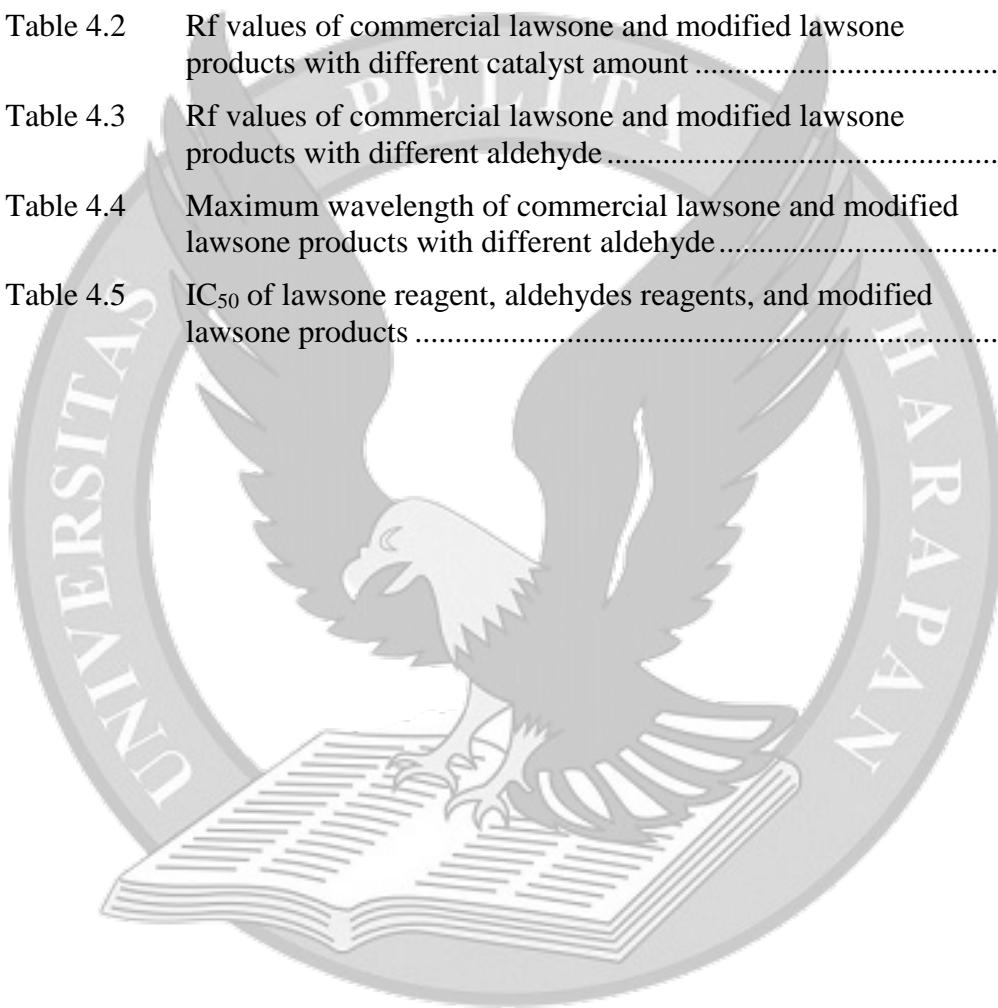 Table 4.2 Rf values of commercial lawsone and modified lawsone
products with different catalyst amount ......................................
Table 4.3 Rf values of commercial lawsone and modified lawsone
products with different aldehyde .................................................
Table 4.4 Maximum wavelength of commercial lawsone and modified
lawsone products with different aldehyde ...................................
Table 4.5 IC₅₀ of lawsone reagent, aldehydes reagents, and modified
lawsone products .........................................................................
UNIVERSITAS PELITA HARAPAN